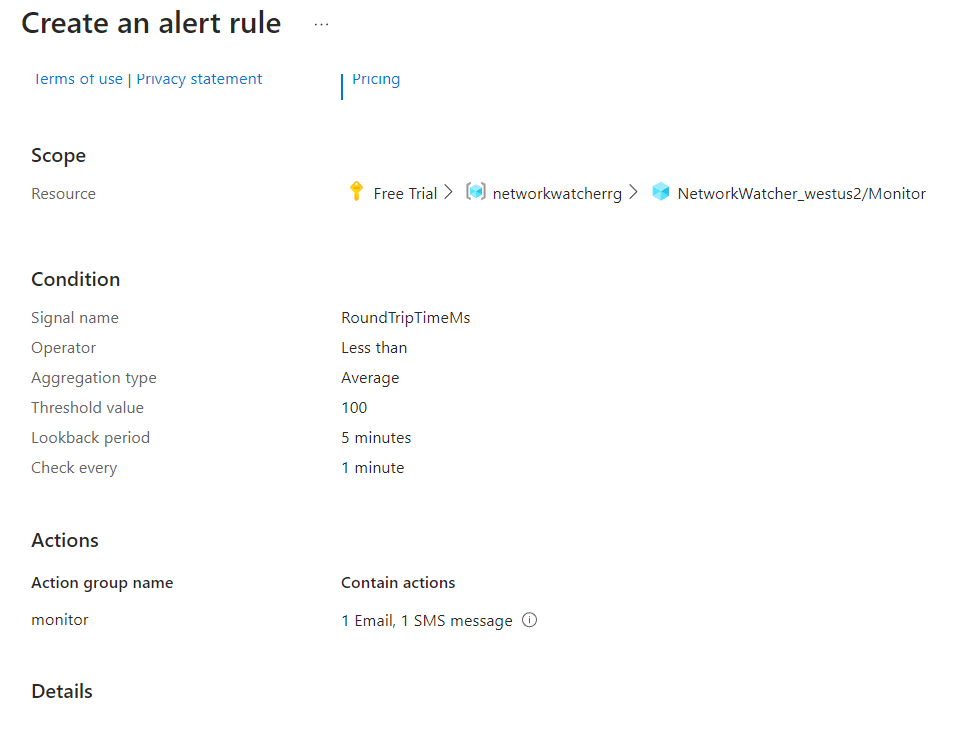 Create an alert rule ...
Terms of use | Privacy statement Pricing
Scope
Resource Free Trial > networkwatcherrg > NetworkWatcher_westus2/Monitor
Condition
Signal name RoundTripTimeMs
Operator Less than
Aggregation type Average
Threshold value 100
Lookback period 5 minutes
Check every 1 minute
Actions
Action group name Contain actions
monitor 1 Email, 1 SMS message
Details